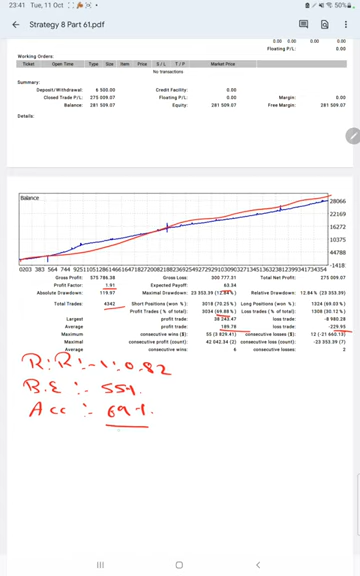 23:41 Tue, 11 Oct 50%
Strategy 8 Part 61.pdf
0.00 0.00 0.00 0.00
Floating P/L: 0.00
Working Orders:
Ticket Open Time Type Size Item Price S / L T / P Market Price
No transactions
Summary:
Deposit/Withdrawal: 6 500.00 Credit Facility: 0.00
Closed Trade P/L: 275 009.07 Floating P/L: 0.00 Margin: 0.00
Balance: 281 509.07 Equity: 281 509.07 Free Margin: 281 509.07
Details:
Balance
28066
22169
16272
10375
44788
-1418
Gross Profit: 575 786.38 Gross Loss: 300 777.31 Total Net Profit: 275 009.07
Profit Factor: 1.91 Expected Payoff: 63.34
Absolute Drawdown: 119.97 Maximal Drawdown: 23 353.39 (12.84%) Relative Drawdown: 12.84% (23 353.39)
Total Trades 4342 Short Positions (won %): 3018 (70.25%) Long Positions (won %): 1324 (69.03%)
Profit Trades (% of total): 3034 (69.88%) Loss trades (% of total): 1308 (30.12%)
Largest profit trade: 38 243.47 loss trade: -8 980.28
Average profit trade: 189.78 loss trade: -229.95
Maximum consecutive wins ($): 55 (3 829.41) consecutive losses ($): 12 (-21 660.13)
Maximal consecutive profit (count): 42 042.34 (2) consecutive loss (count): -23 353.39 (7)
Average consecutive wins: 6 consecutive losses: 2
R:R :- 1:0.82
B.E :- 55%
Acc :- 69%